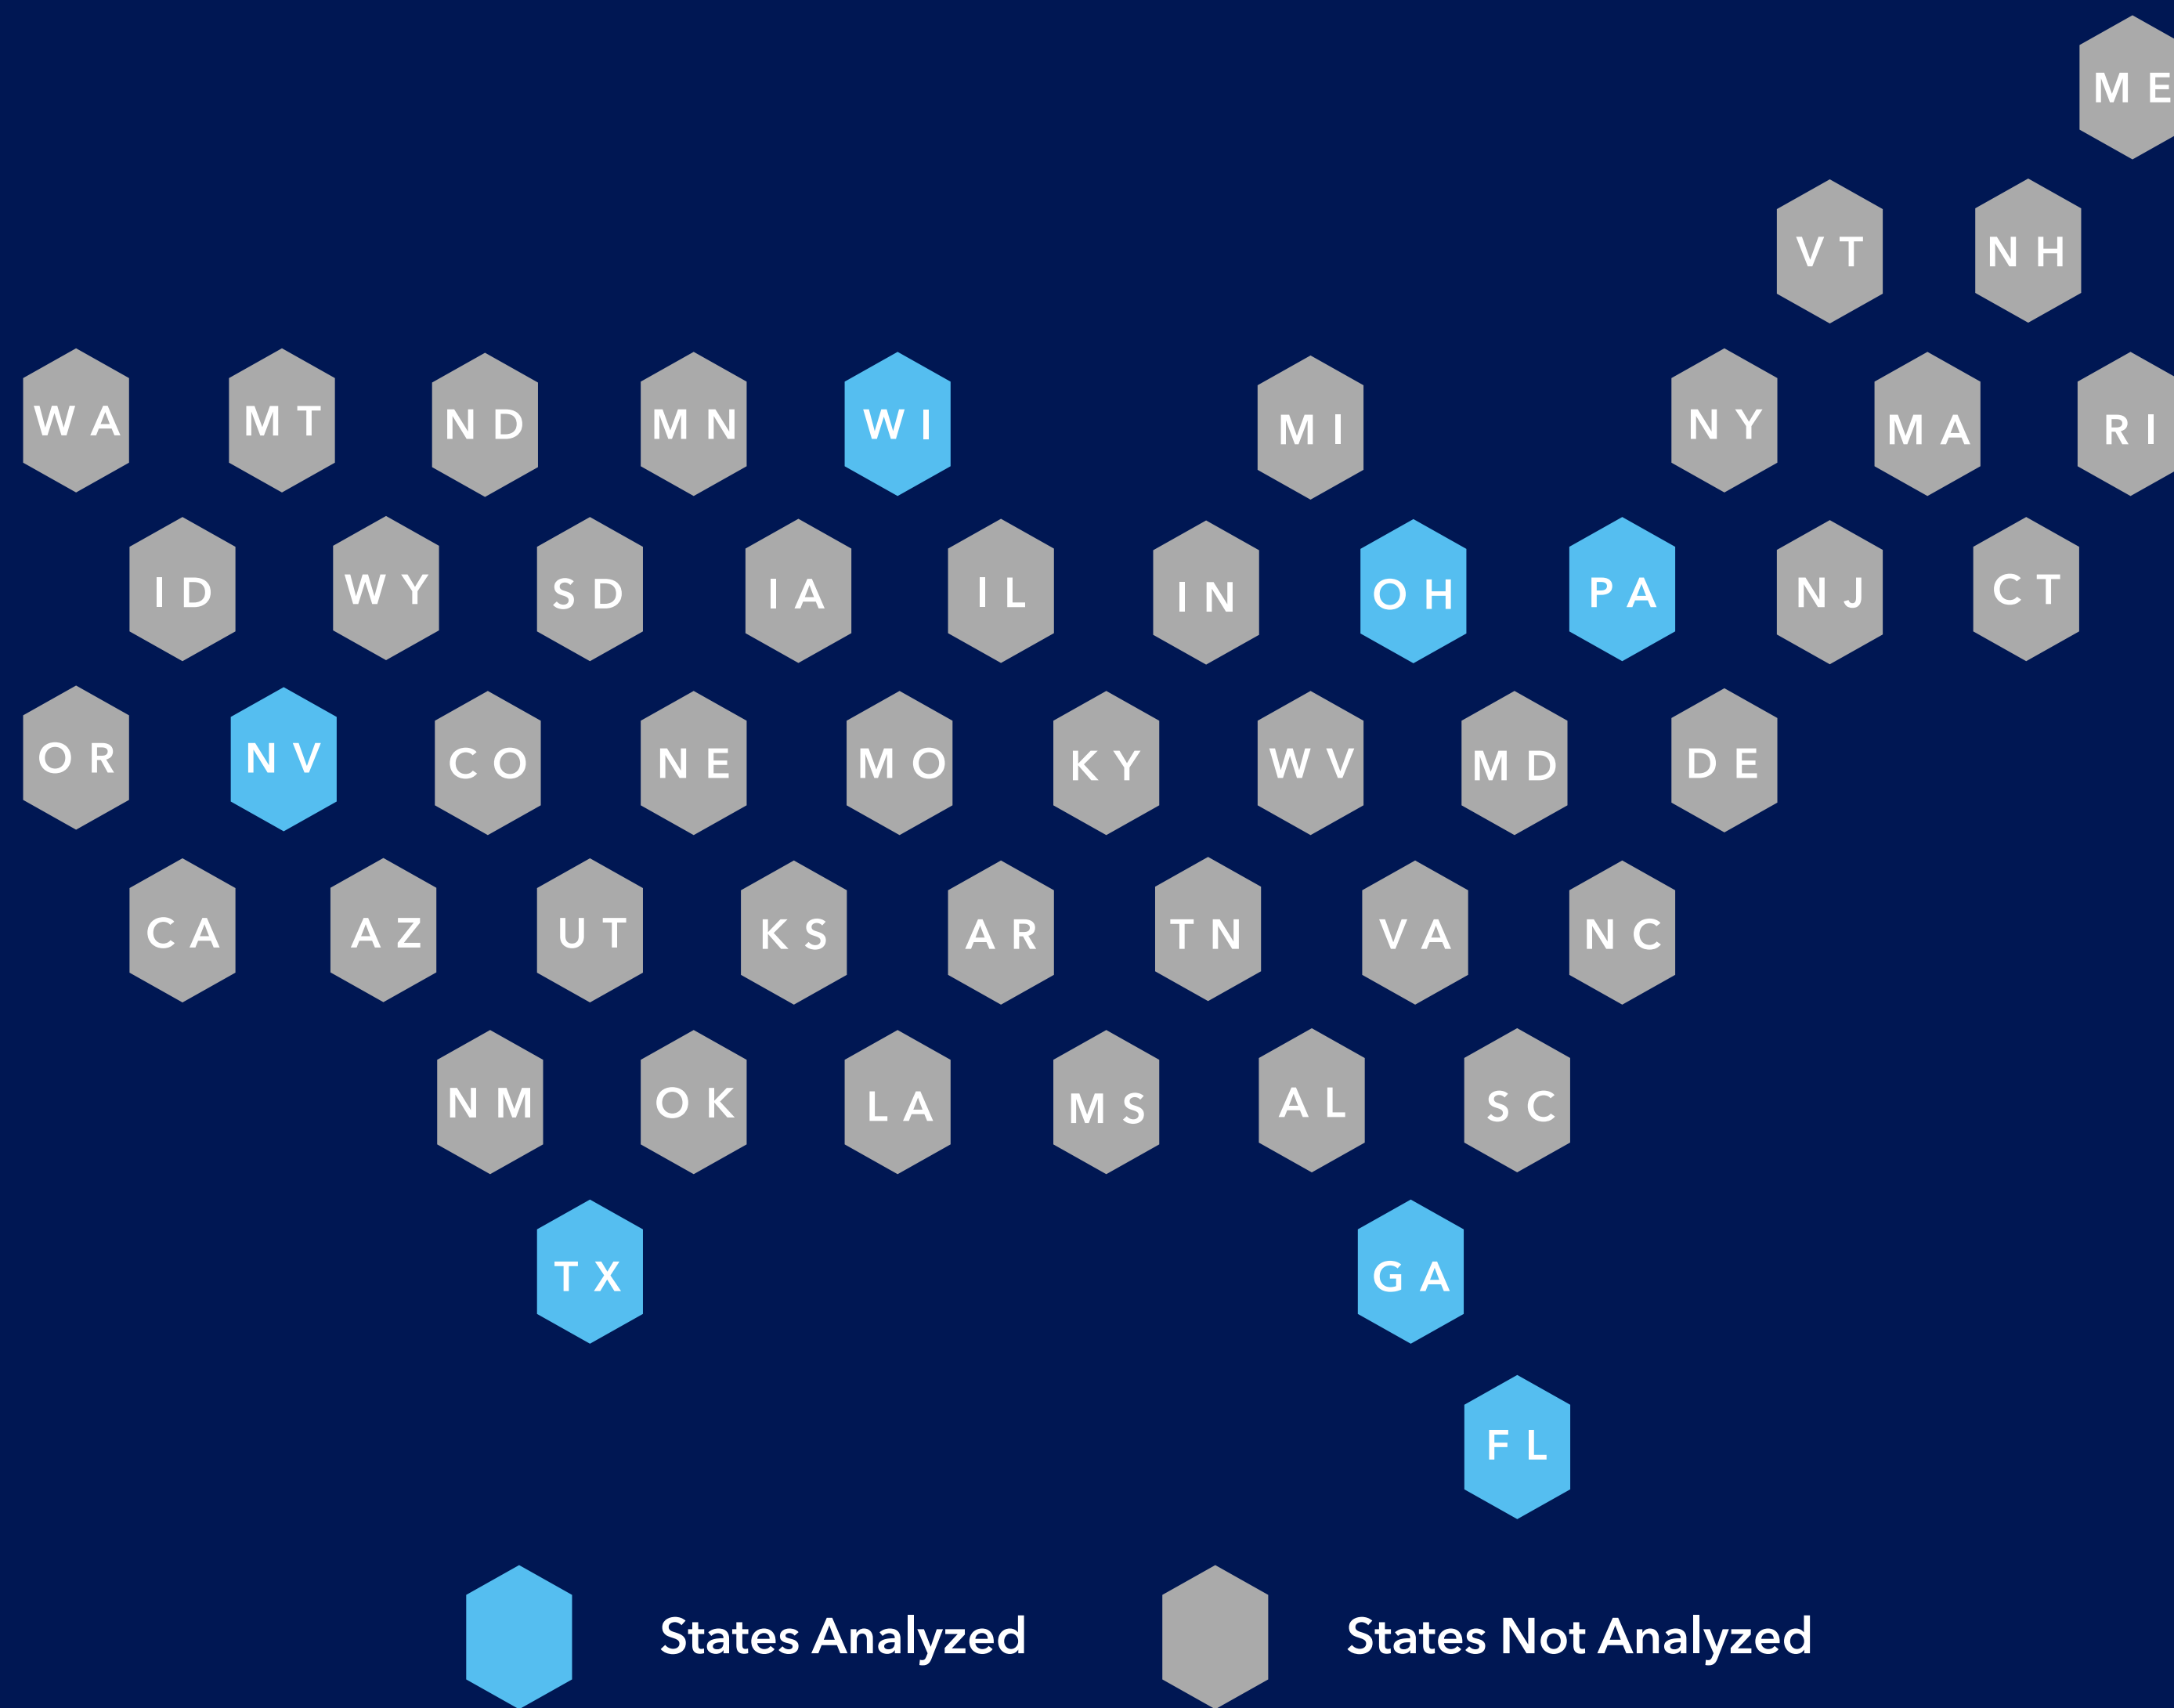 ME
VT NH
WA MT ND MN WI MI NY MA RI
ID WY SD IA IL IN OH PA NJ CT
OR NV CO NE MO KY WV MD DE
CA AZ UT KS AR TN VA NC
NM OK LA MS AL SC
TX GA
FL
States Analyzed States Not Analyzed